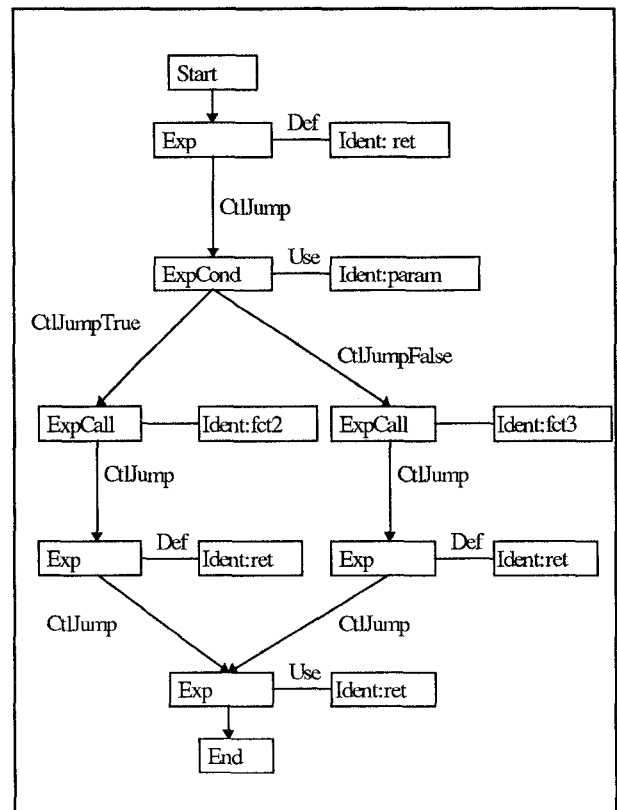 Start
Def
Exp
Ident: ret
CtlJump
Use
ExpCond
Ident:param
CtlJumpTrue
CtlJumpFalse
ExpCall
Ident:fct2
ExpCall
Ident:fct3
CtlJump
CtlJump
Def
Def
Exp
Ident:ret
Exp
Ident:ret
CtlJump
CtlJump
Use
Exp
Ident:ret
End